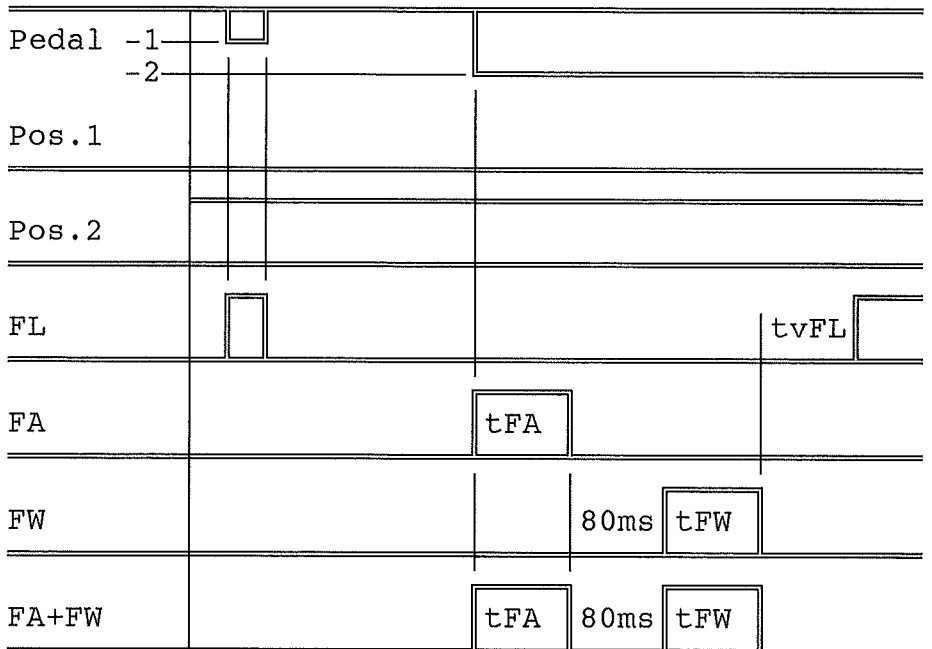 Pedal -1
-2
Pos.1
Pos.2
FL tvFL
FA tFA
FW 80ms tFW
FA+FW tFA 80ms tFW